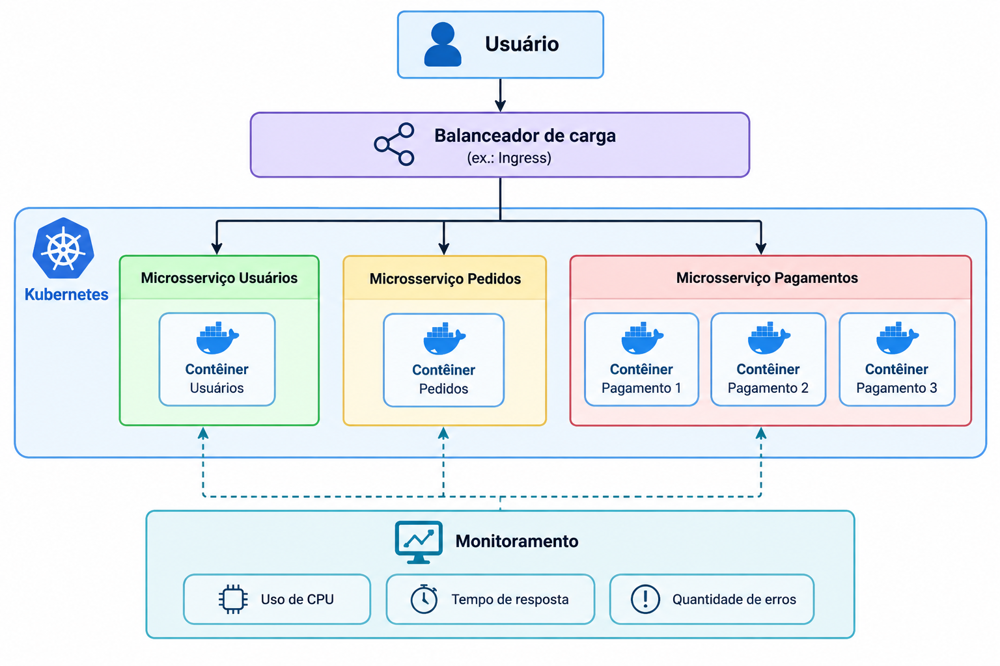 Usuário
Balanceador de carga
(ex.: Ingress)
Kubernetes
Microsserviço Usuários
Contêiner
Usuários
Microsserviço Pedidos
Contêiner
Pedidos
Microsserviço Pagamentos
Contêiner
Pagamento 1
Contêiner
Pagamento 2
Contêiner
Pagamento 3
Monitoramento
Uso de CPU
Tempo de resposta
Quantidade de erros